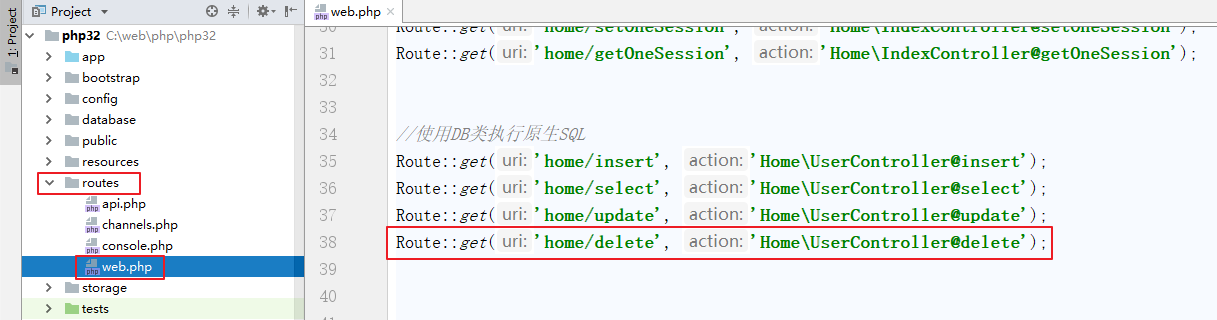 1: Project
Project
php32 C:\web\php\php32
app
bootstrap
config
database
public
resources
routes
api.php
channels.php
console.php
web.php
storage
tests
web.php
30 Route::get( uri: 'home/setOneSession', action: 'Home\IndexController@setOneSession');
31 Route::get( uri: 'home/getOneSession', action: 'Home\IndexController@getOneSession');
32
33
34 //使用DB类执行原生SQL
35 Route::get( uri: 'home/insert', action: 'Home\UserController@insert');
36 Route::get( uri: 'home/select', action: 'Home\UserController@select');
37 Route::get( uri: 'home/update', action: 'Home\UserController@update');
38 Route::get( uri: 'home/delete', action: 'Home\UserController@delete');
39
40